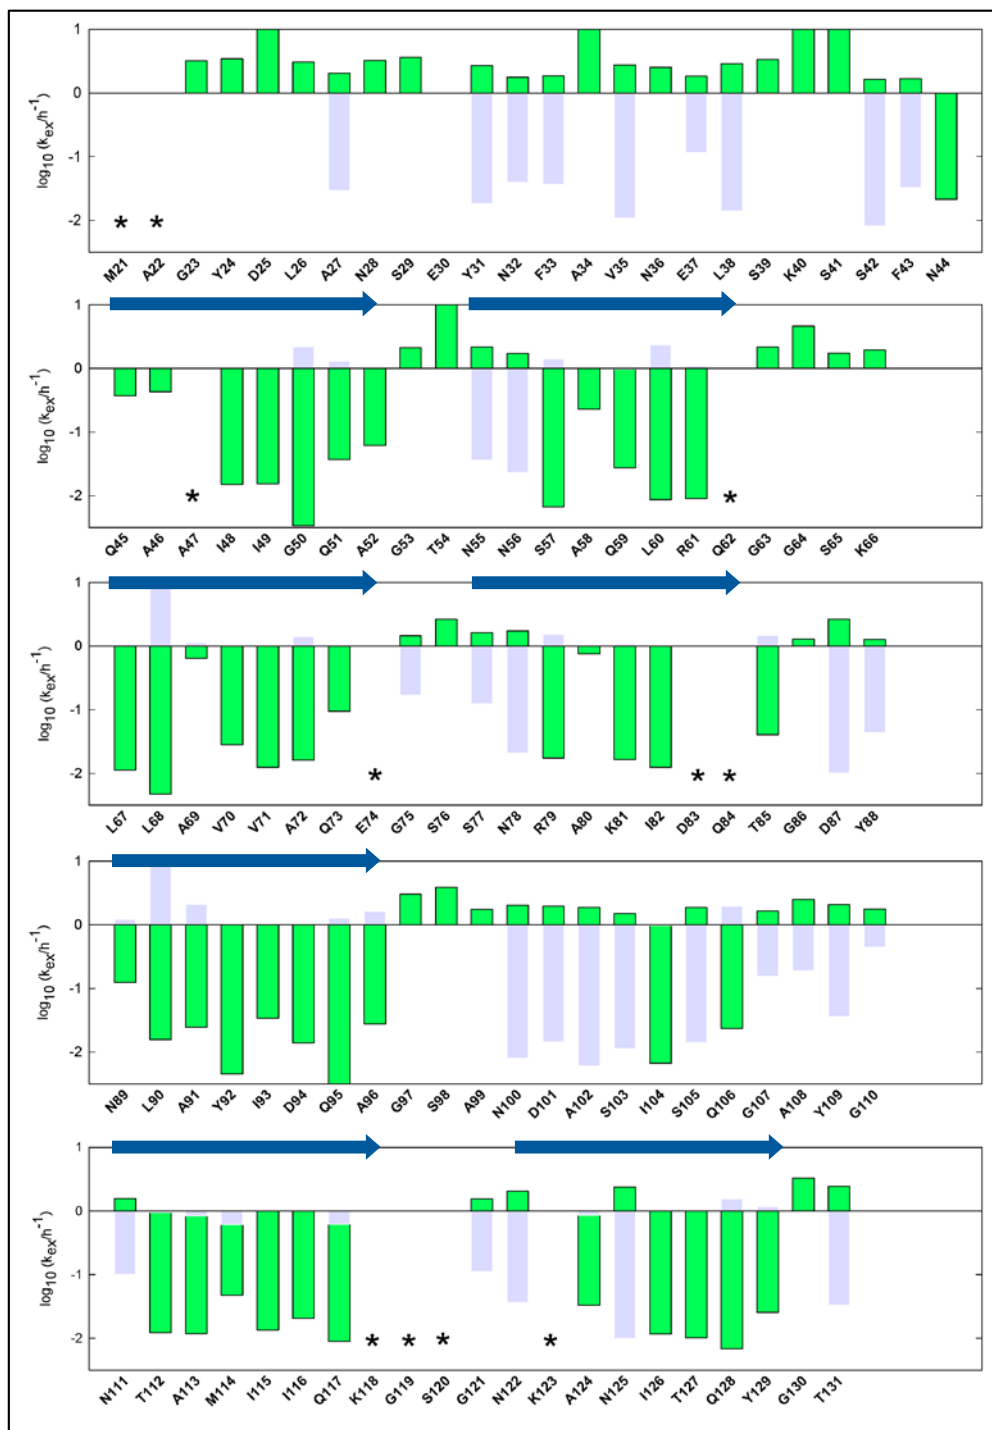 1
0
-1
-2
log10 (kex/h-1)
* *
M21 A22 G23 Y24 D25 L26 A27 N28 S29 E30 Y31 N32 F33 A34 V35 N36 E37 L38 S39 K40 S41 S42 F43 N44
1
0
-1
-2
log10 (kex/h-1)
* *
Q45 A46 A47 I48 I49 G50 Q51 A52 G53 T54 N55 N56 S57 A58 Q59 L60 R61 Q62 G63 G64 S65 K66
1
0
-1
-2
log10 (kex/h-1)
* * *
L67 L68 A69 V70 V71 A72 Q73 E74 G75 S76 S77 N78 R79 A80 K81 I82 D83 Q84 T85 G86 D87 Y88
1
0
-1
-2
log10 (kex/h-1)
N89 L90 A91 Y92 I93 D94 Q95 A96 G97 S98 A99 N100 D101 A102 S103 I104 S105 Q106 G107 A108 Y109 G110
1
0
-1
-2
log10 (kex/h-1)
* * * *
N111 T112 A113 M114 I115 I116 Q117 K118 G119 S120 G121 N122 K123 A124 N125 I126 T127 Q128 Y129 G130 T131